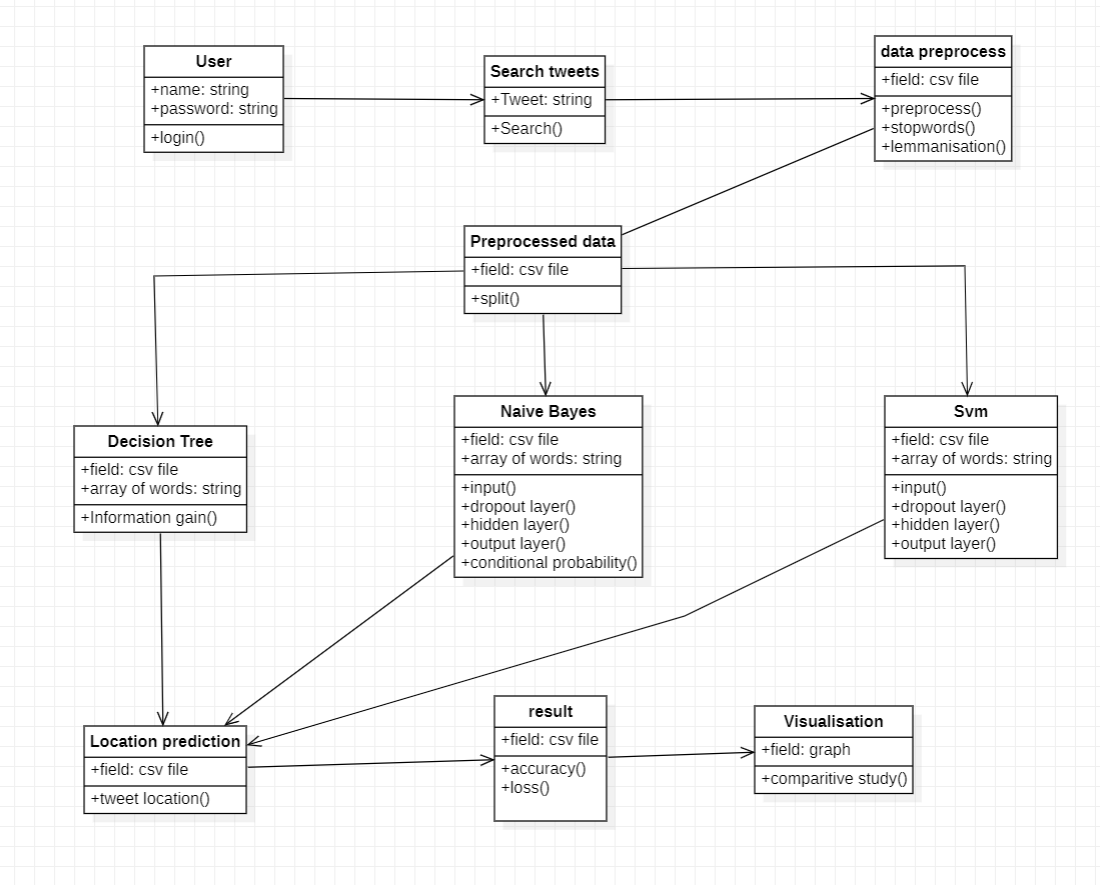 User
+name: string
+password: string
+login()
Search tweets
+Tweet: string
+Search()
data preprocess
+field: csv file
+preprocess()
+stopwords()
+lemmanisation()
Preprocessed data
+field: csv file
+split()
Decision Tree
+field: csv file
+array of words: string
+Information gain()
Naive Bayes
+field: csv file
+array of words: string
+input()
+dropout layer()
+hidden layer()
+output layer()
+conditional probability()
Svm
+field: csv file
+array of words: string
+input()
+dropout layer()
+hidden layer()
+output layer()
Location prediction
+field: csv file
+tweet location()
result
+field: csv file
+accuracy()
+loss()
Visualisation
+field: graph
+comparitive study()